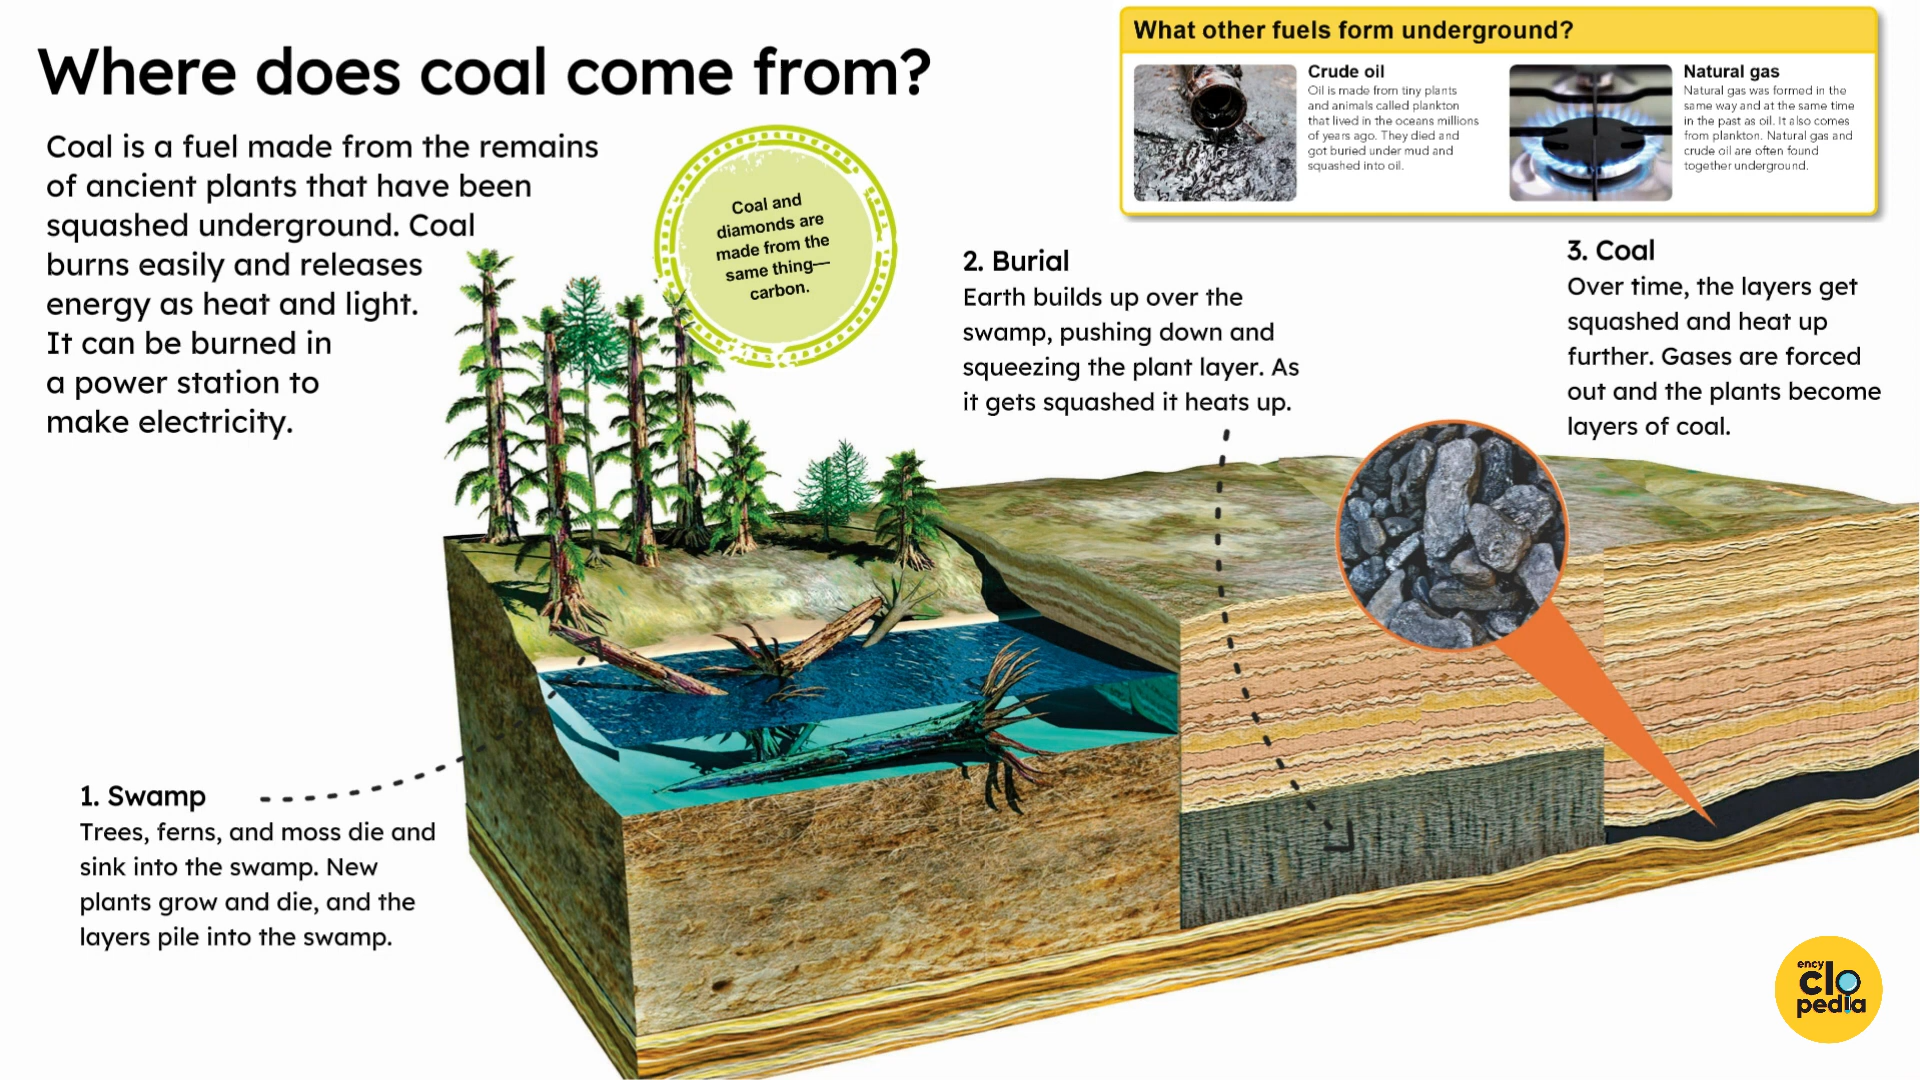 Where does coal come from?
Coal is a fuel made from the remains
of ancient plants that have been
squashed underground. Coal
burns easily and releases
energy as heat and light.
It can be burned in
a power station to
make electricity.
Coal and
diamonds are
made from the
same thing—
carbon.
What other fuels form underground?
Crude oil
Oil is made from tiny plants
and animals called plankton
that lived in the oceans millions
of years ago. They died and
got buried under mud and
squashed into oil.
Natural gas
Natural gas was formed in the
same way and at the same time
in the past as oil. It also comes
from plankton. Natural gas and
crude oil are often found
together underground.
1. Swamp
Trees, ferns, and moss die and
sink into the swamp. New
plants grow and die, and the
layers pile into the swamp.
2. Burial
Earth builds up over the
swamp, pushing down and
squeezing the plant layer. As
it gets squashed it heats up.
3. Coal
Over time, the layers get
squashed and heat up
further. Gases are forced
out and the plants become
layers of coal.
ency
clo
pedia